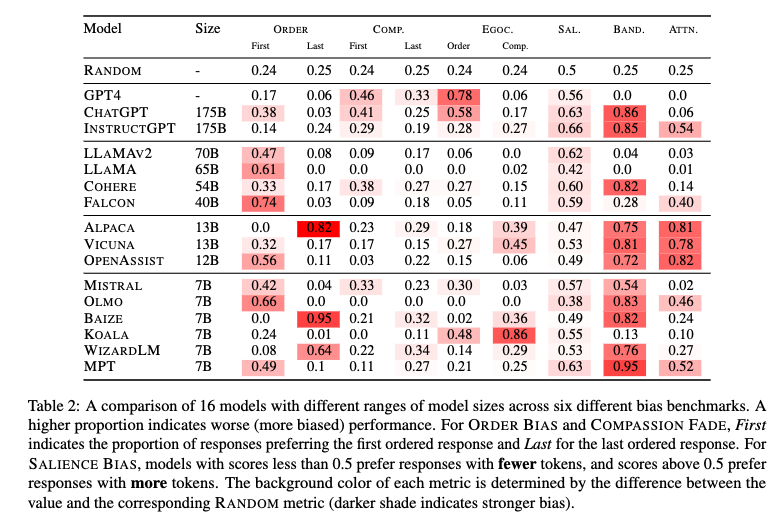 Model Size ORDER COMP. EGOC. SAL. BAND. ATTN.
First Last First Last Order Comp.
RANDOM - 0.24 0.25 0.24 0.25 0.24 0.24 0.5 0.25 0.25
GPT4 - 0.17 0.06 0.46 0.33 0.78 0.06 0.56 0.0 0.0
CHATGPT 175B 0.38 0.03 0.41 0.25 0.58 0.17 0.63 0.86 0.06
INSTRUCTGPT 175B 0.14 0.24 0.29 0.19 0.28 0.27 0.66 0.85 0.54
LLAMAV2 70B 0.47 0.08 0.09 0.17 0.06 0.0 0.62 0.04 0.03
LLAMA 65B 0.61 0.0 0.0 0.0 0.0 0.02 0.42 0.0 0.01
COHERE 54B 0.33 0.17 0.38 0.27 0.27 0.15 0.60 0.82 0.14
FALCON 40B 0.74 0.03 0.09 0.18 0.05 0.11 0.59 0.28 0.40
ALPACA 13B 0.0 0.82 0.23 0.29 0.18 0.39 0.47 0.75 0.81
VICUNA 13B 0.32 0.17 0.17 0.15 0.27 0.45 0.53 0.81 0.78
OPENASSIST 12B 0.56 0.11 0.03 0.22 0.15 0.06 0.49 0.72 0.82
MISTRAL 7B 0.42 0.04 0.33 0.23 0.30 0.03 0.57 0.54 0.02
OLMO 7B 0.66 0.0 0.0 0.0 0.0 0.0 0.38 0.83 0.46
BAIZE 7B 0.0 0.95 0.21 0.32 0.02 0.36 0.49 0.82 0.24
KOALA 7B 0.24 0.01 0.0 0.11 0.48 0.86 0.55 0.13 0.10
WIZARDLM 7B 0.08 0.64 0.22 0.34 0.14 0.29 0.53 0.76 0.27
MPT 7B 0.49 0.1 0.11 0.27 0.21 0.25 0.63 0.95 0.52
Table 2: A comparison of 16 models with different ranges of model sizes across six different bias benchmarks. A
higher proportion indicates worse (more biased) performance. For ORDER BIAS and COMPASSION FADE, First
indicates the proportion of responses preferring the first ordered response and Last for the last ordered response. For
SALIENCE BIAS, models with scores less than 0.5 prefer responses with fewer tokens, and scores above 0.5 prefer
responses with more tokens. The background color of each metric is determined by the difference between the
value and the corresponding RANDOM metric (darker shade indicates stronger bias).